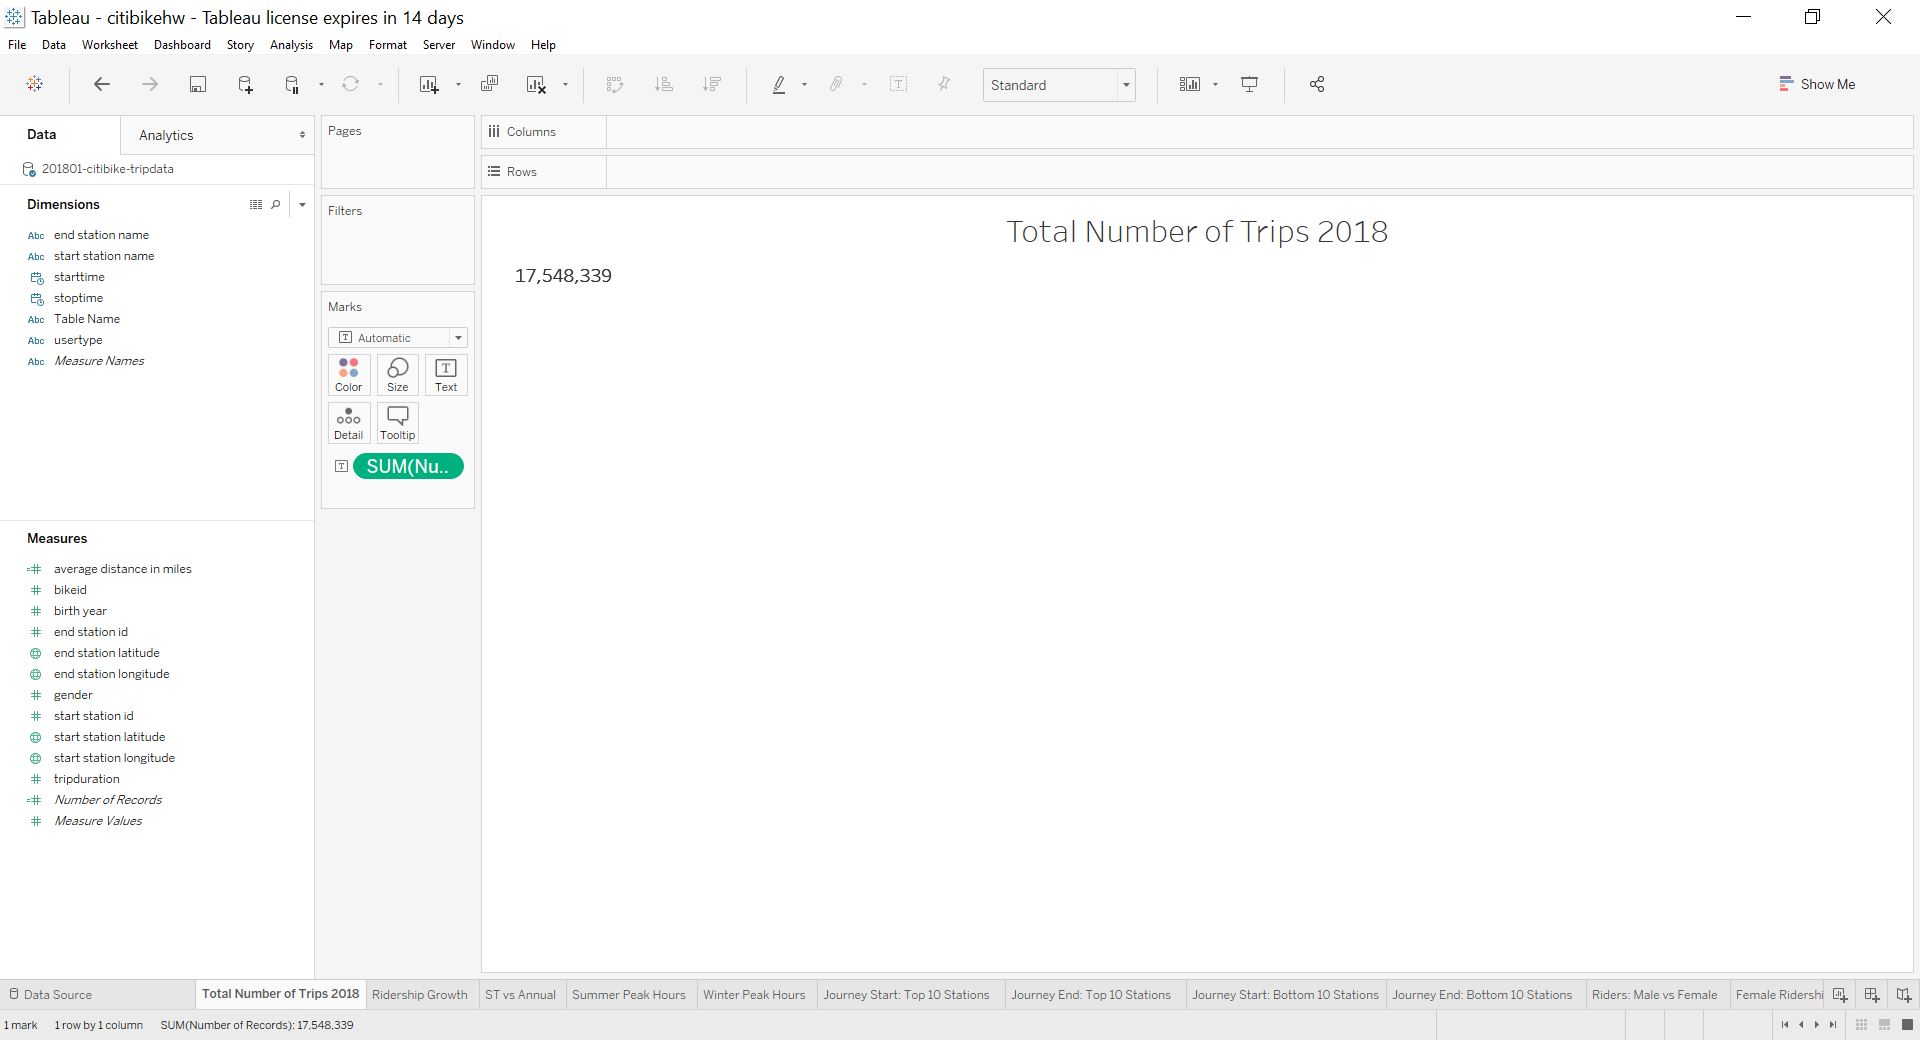 Tableau - citibikehw - Tableau license expires in 14 days
File Data Worksheet Dashboard Story Analysis Map Format Server Window Help
Standard
Show Me
Data
Analytics
201801-citibike-tripdata
Dimensions
Abc end station name
Abc start station name
starttime
stoptime
Abc Table Name
Abc usertype
Abc Measure Names
Measures
average distance in miles
bikeid
birth year
end station id
end station latitude
end station longitude
gender
start station id
start station latitude
start station longitude
tripduration
Number of Records
Measure Values
Pages
Filters
Marks
Automatic
Color Size Text
Detail Tooltip
SUM(Nu..
Columns
Rows
Total Number of Trips 2018
17,548,339
Data Source Total Number of Trips 2018 Ridership Growth ST vs Annual Summer Peak Hours Winter Peak Hours Journey Start: Top 10 Stations Journey End: Top 10 Stations Journey Start: Bottom 10 Stations Journey End: Bottom 10 Stations Riders: Male vs Female Female Ridershi
1 mark 1 row by 1 column SUM(Number of Records): 17,548,339